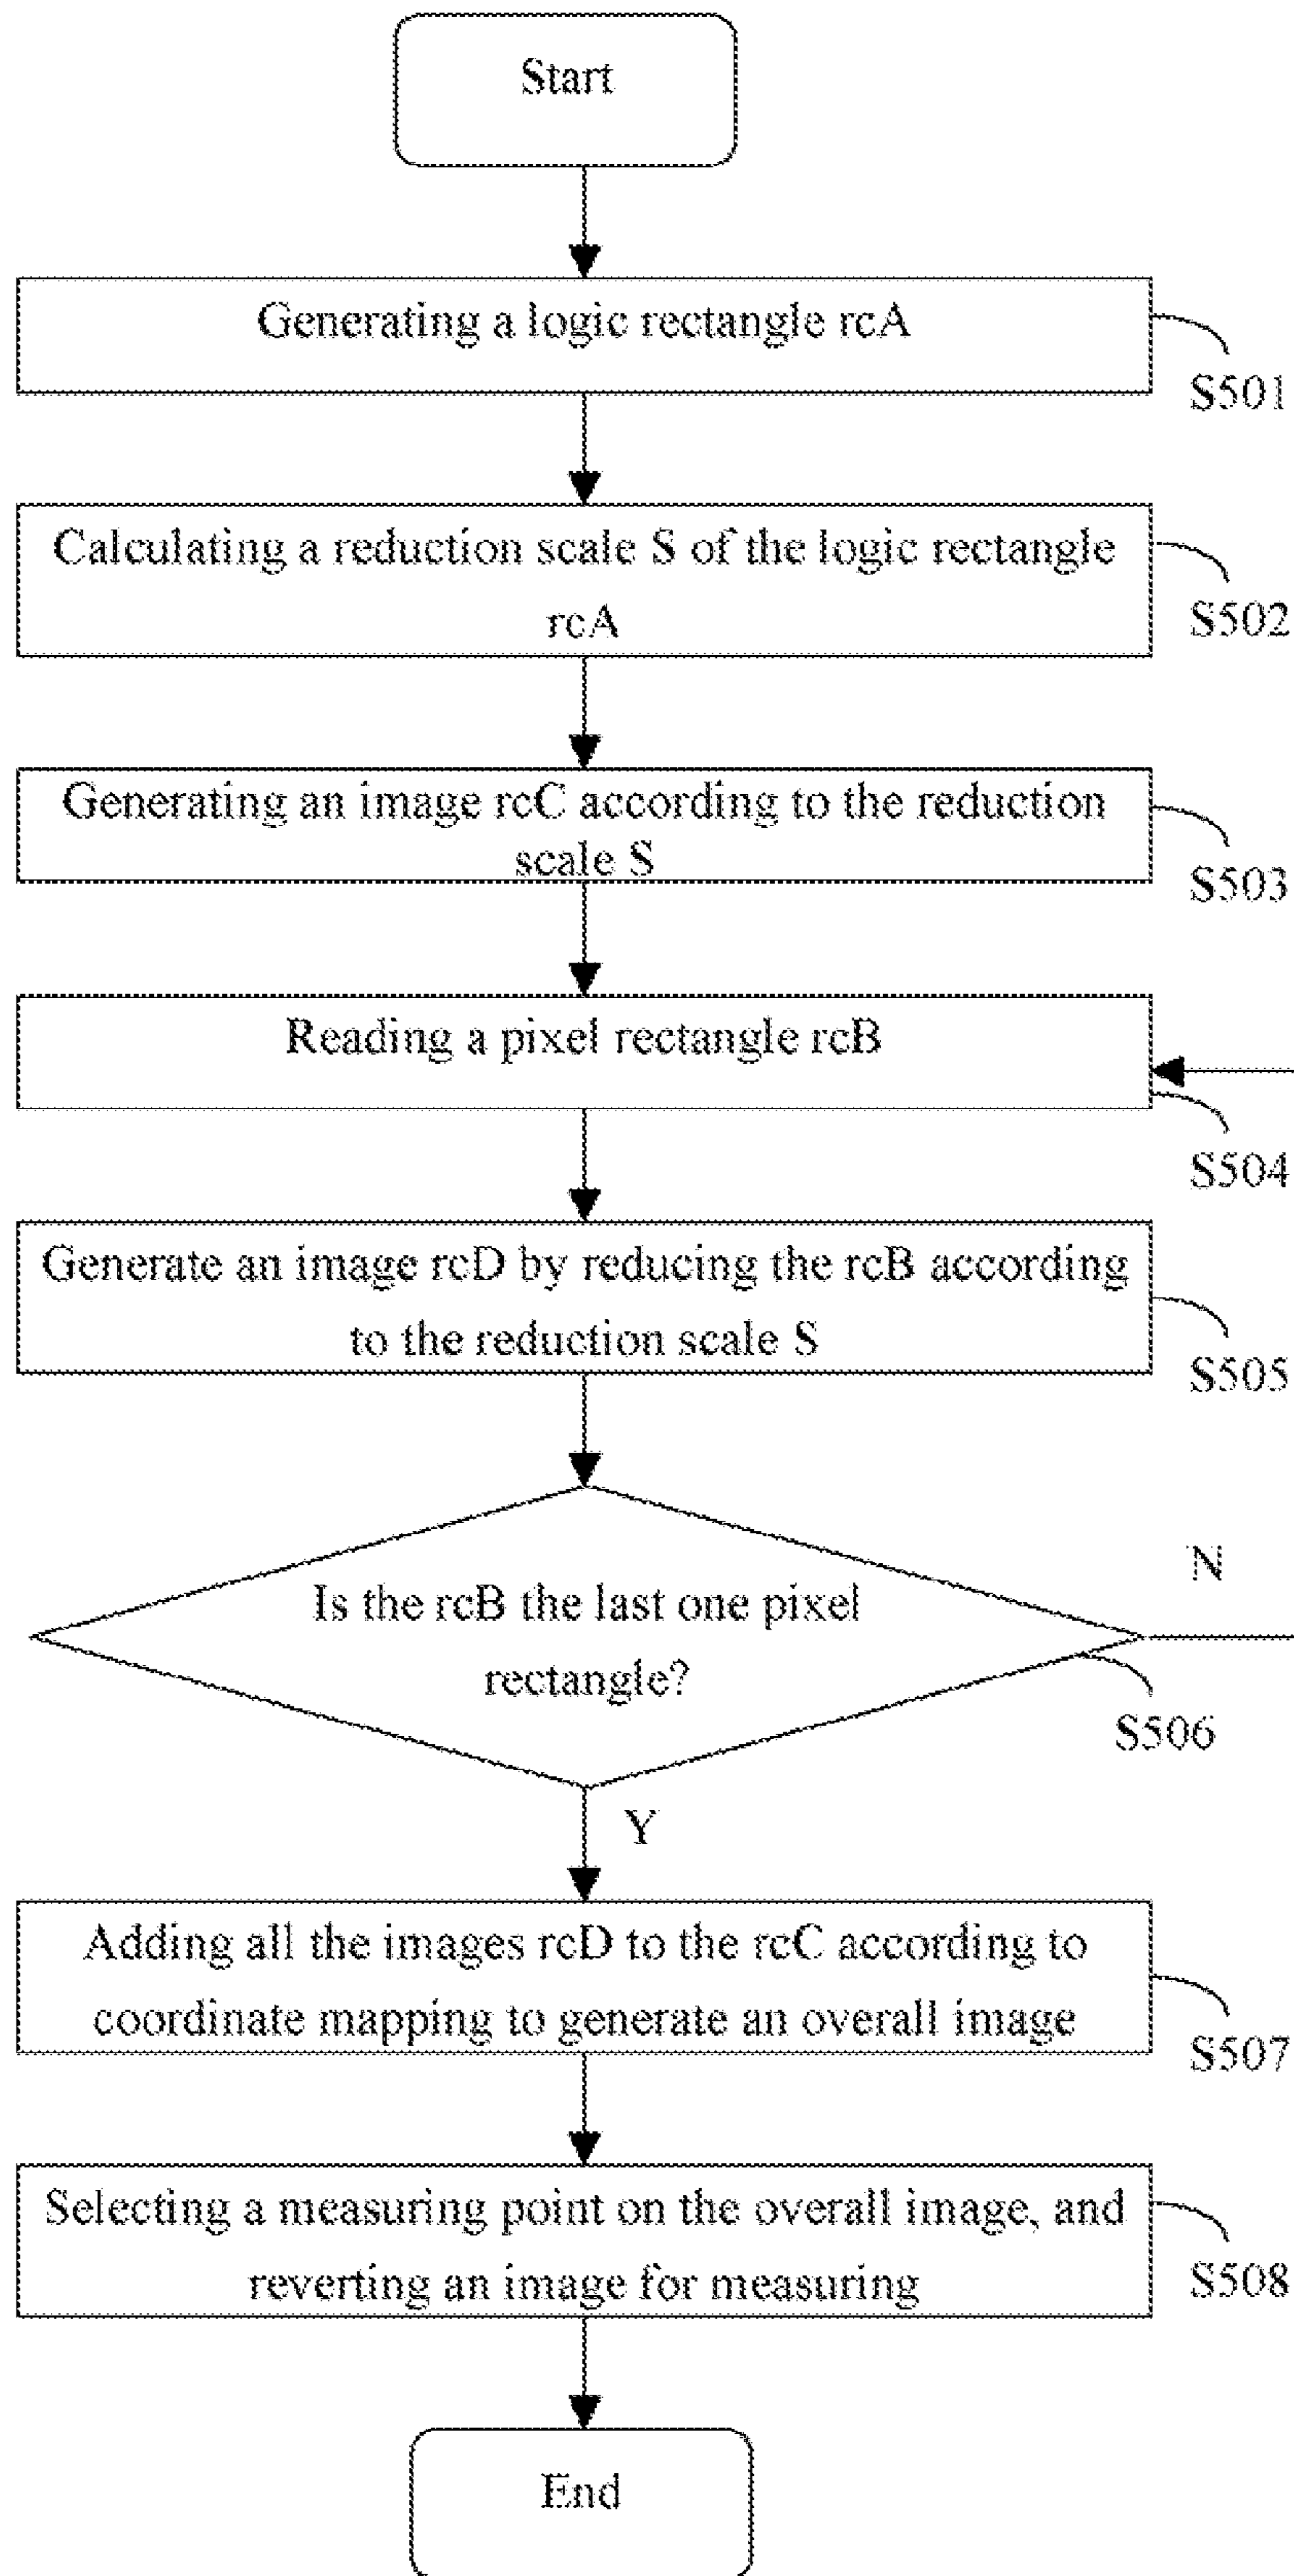 Start
Generating a logic rectangle rcA
S501
Calculating a reduction scale S of the logic rectangle
rcA
S502
Generating an image rcC according to the reduction
scale S
S503
Reading a pixel rectangle rcB
S504
Generate an image rcD by reducing the rcB according
to the reduction scale S
S505
N
Is the rcB the last one pixel
rectangle?
S506
Y
Adding all the images rcD to the rcC according to
coordinate mapping to generate an overall image
S507
Selecting a measuring point on the overall image, and
reverting an image for measuring
S508
End